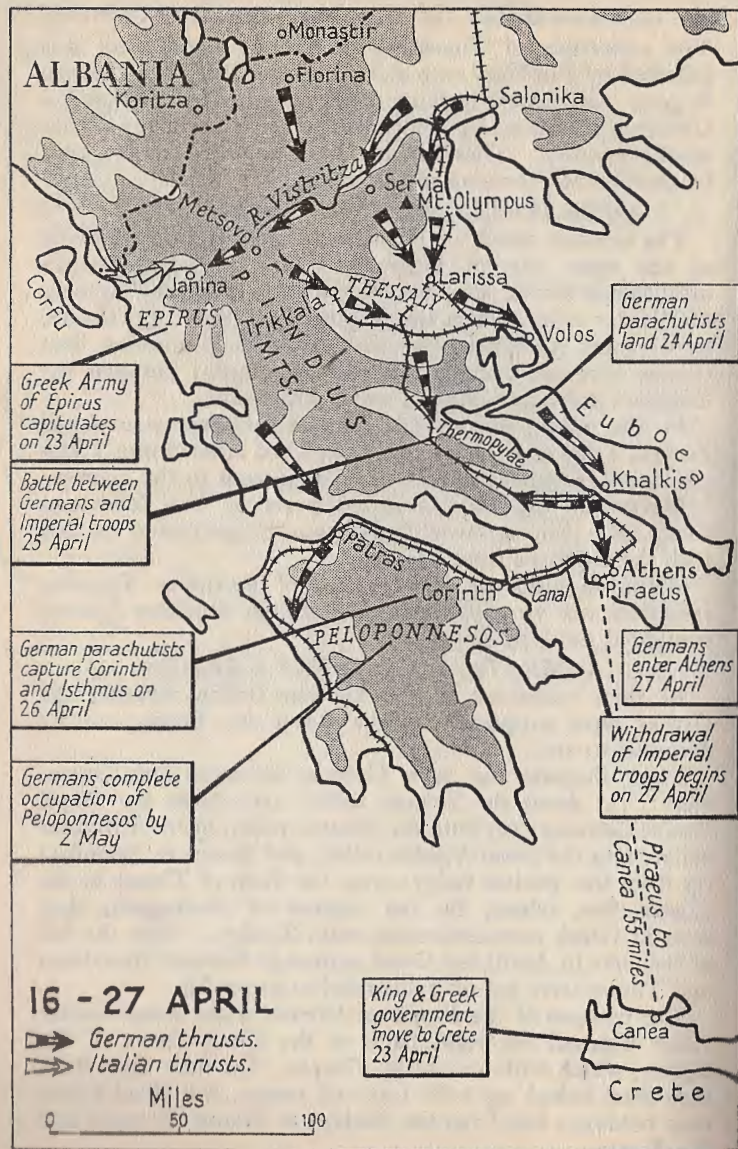 Monastir
ALBANIA
Florina
Koritza
Salonika
R. Vistritza
Servia
Mt. Olympus
Metsovo
Larissa
Janina
THESSALY
Corfu
EPIRUS
Trikkala
PINDUS
MTS.
Volos
German
parachutists
land 24 April
Greek Army
of Epirus
capitulates
on 23 April
Euboea
Thermopylae
Khalkis
Battle between
Germans and
Imperial troops
25 April
Patras
Athens
Piraeus
Corinth
Canal
PELOPONNESOS
German parachutists
capture Corinth
and Isthmus on
26 April
Germans
enter Athens
27 April
Withdrawal
of Imperial
troops begins
on 27 April
Germans complete
occupation of
Peloponnesos by
2 May
Piraeus to
Canea 155 miles
16 - 27 APRIL
German thrusts.
Italian thrusts.
Miles
0 50 100
King & Greek
government
move to Crete
23 April
Canea
Crete